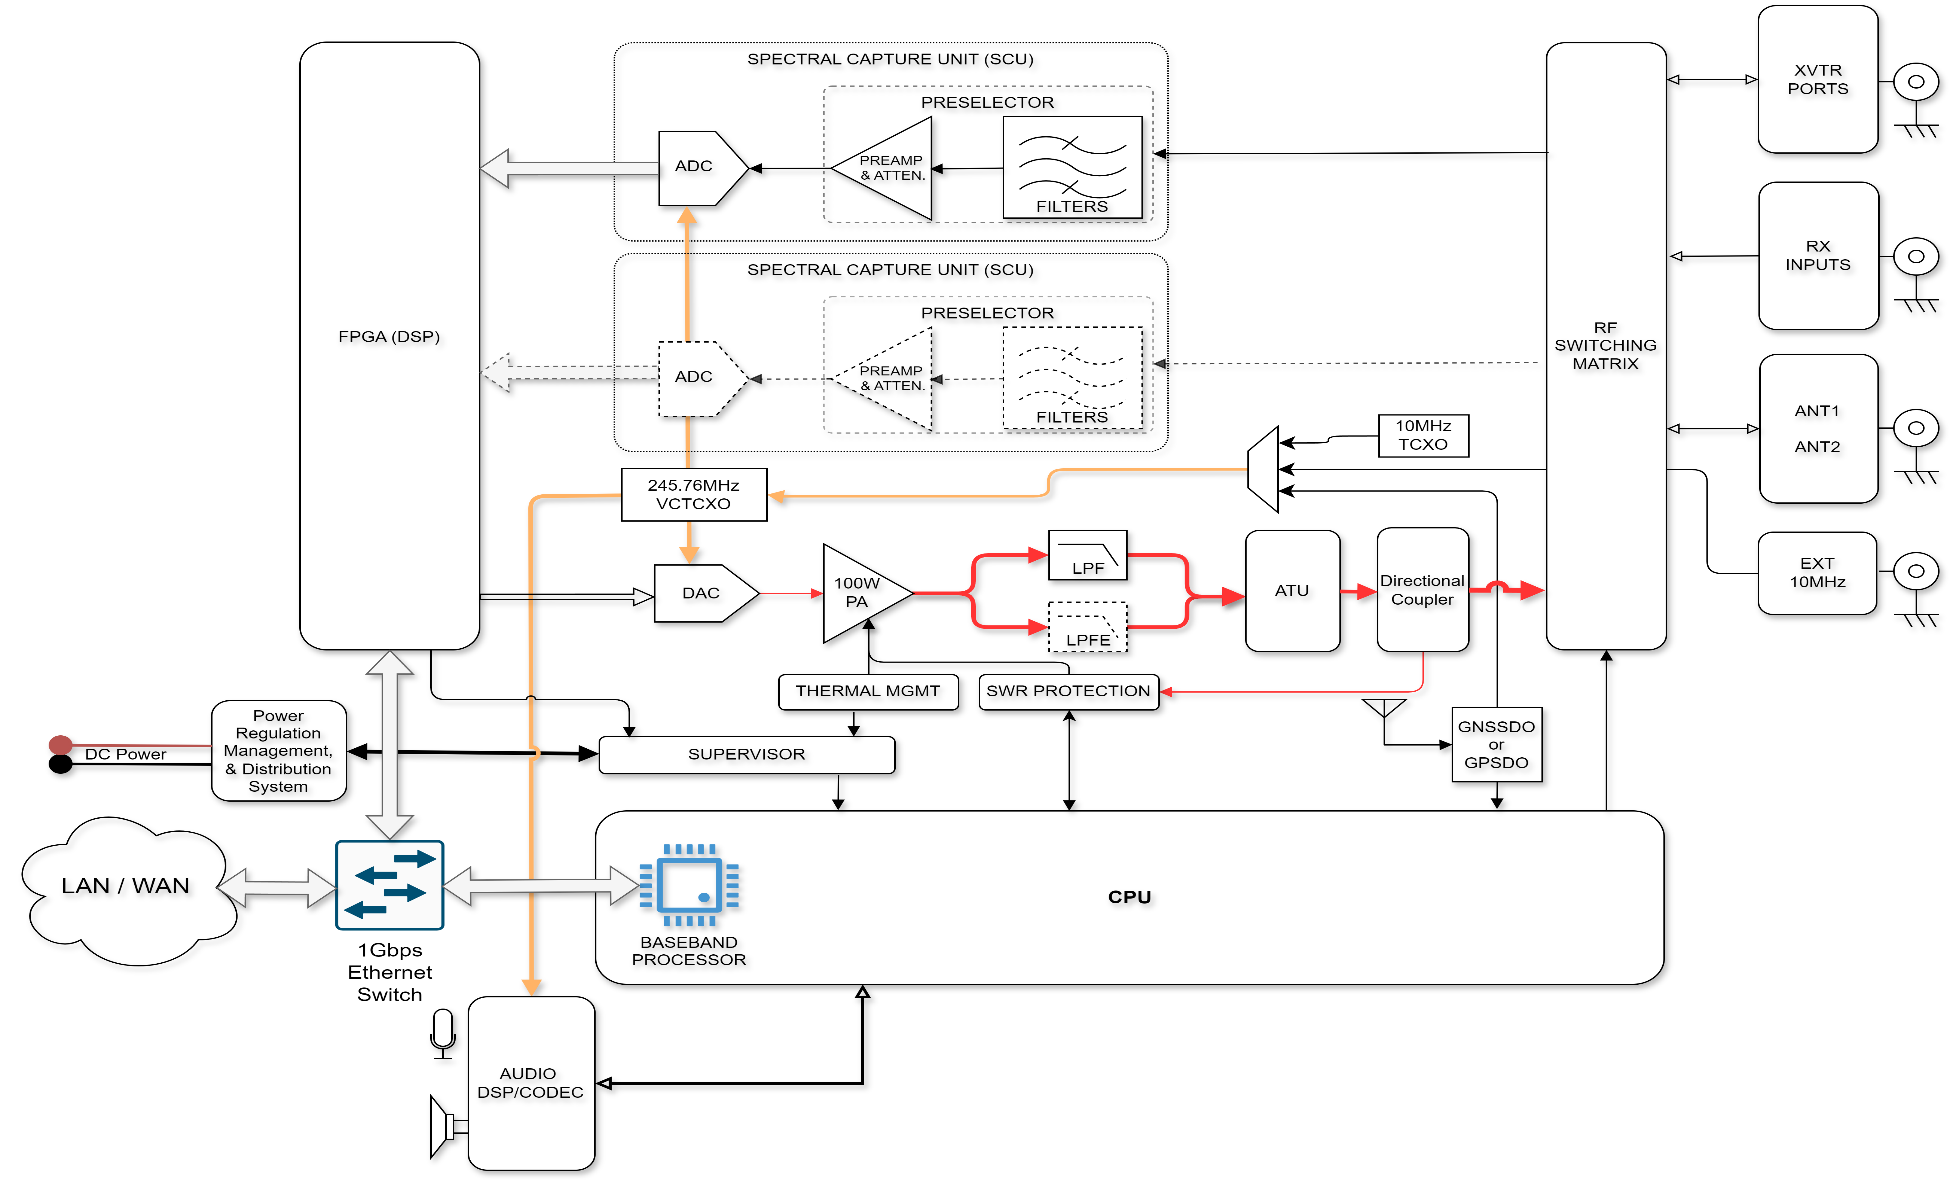 SPECTRAL CAPTURE UNIT (SCU)
PRESELECTOR
ADC
PREAMP
& ATTEN.
FILTERS
XVTR
PORTS
SPECTRAL CAPTURE UNIT (SCU)
PRESELECTOR
ADC
PREAMP
& ATTEN.
FILTERS
RX
INPUTS
FPGA (DSP)
RF
SWITCHING
MATRIX
ANT1
ANT2
10MHz
TCXO
245.76MHz
VCTCXO
EXT
10MHz
DAC
100W
PA
LPF
LPFE
ATU
Directional
Coupler
THERMAL MGMT
SWR PROTECTION
GNSSDO
or
GPSDO
Power
Regulation
Management,
& Distribution
System
DC Power
SUPERVISOR
LAN / WAN
1Gbps
Ethernet
Switch
BASEBAND
PROCESSOR
CPU
AUDIO
DSP/CODEC